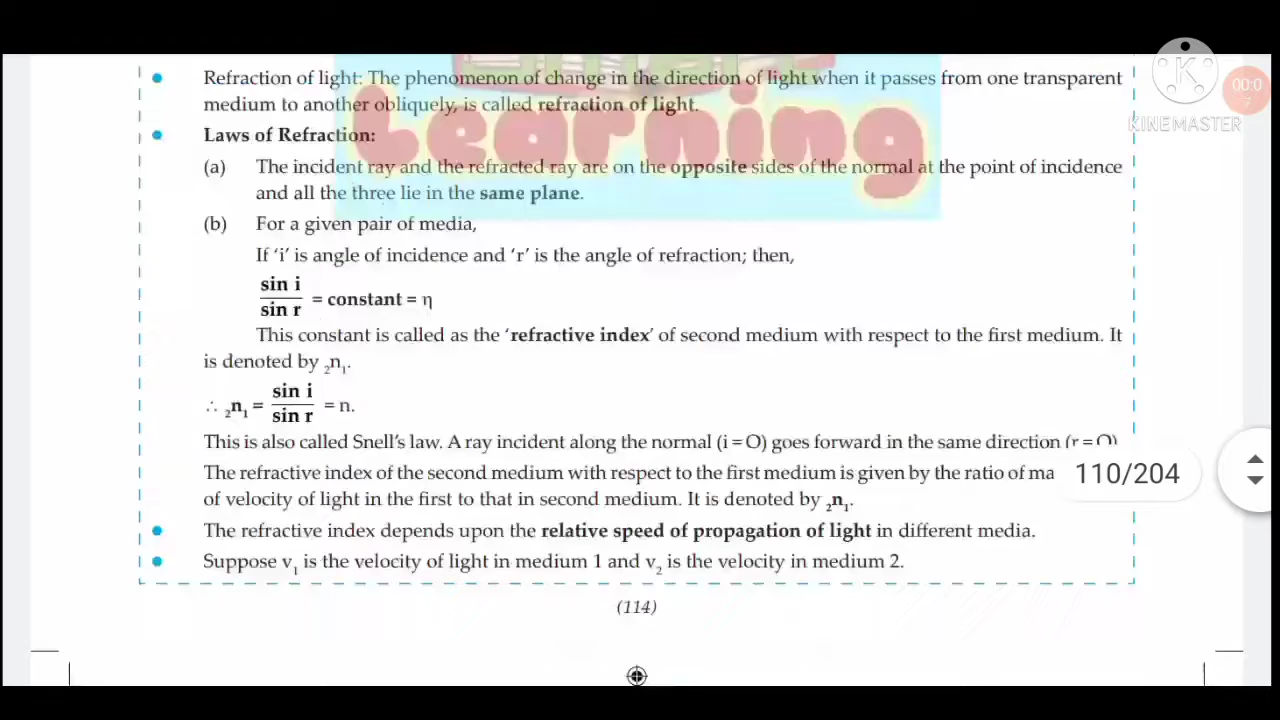 Refraction of light: The phenomenon of change in the direction of light when it passes from one transparent
medium to another obliquely, is called refraction of light.
Laws of Refraction:
(a) The incident ray and the refracted ray are on the opposite sides of the normal at the point of incidence
and all the three lie in the same plane.
(b) For a given pair of media,
If ‘i’ is angle of incidence and ‘r’ is the angle of refraction; then,
sin i
= constant = η
sin r
This constant is called as the ‘refractive index’ of second medium with respect to the first medium. It
is denoted by ₂n₁.
sin i
∴ ₂n₁ = = n.
sin r
This is also called Snell's law. A ray incident along the normal (i = O) goes forward in the same direction (r = O)
The refractive index of the second medium with respect to the first medium is given by the ratio of ma
of velocity of light in the first to that in second medium. It is denoted by ₂n₁.
The refractive index depends upon the relative speed of propagation of light in different media.
Suppose v₁ is the velocity of light in medium 1 and v₂ is the velocity in medium 2.
(114)
Learning
K
KINEMASTER
00:0
7
110/204